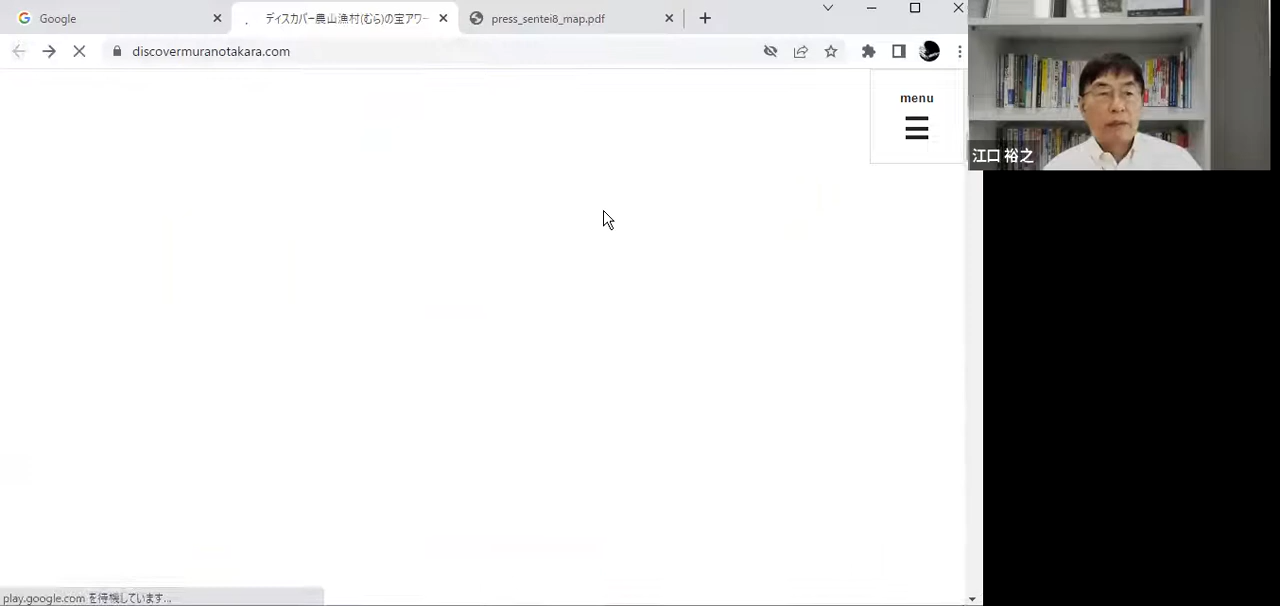 Google
ディスカバー農山漁村(むら)の宝アワー
press_sentei8_map.pdf
discovermuranotakara.com
menu
江口 裕之
play.google.com を待機しています...